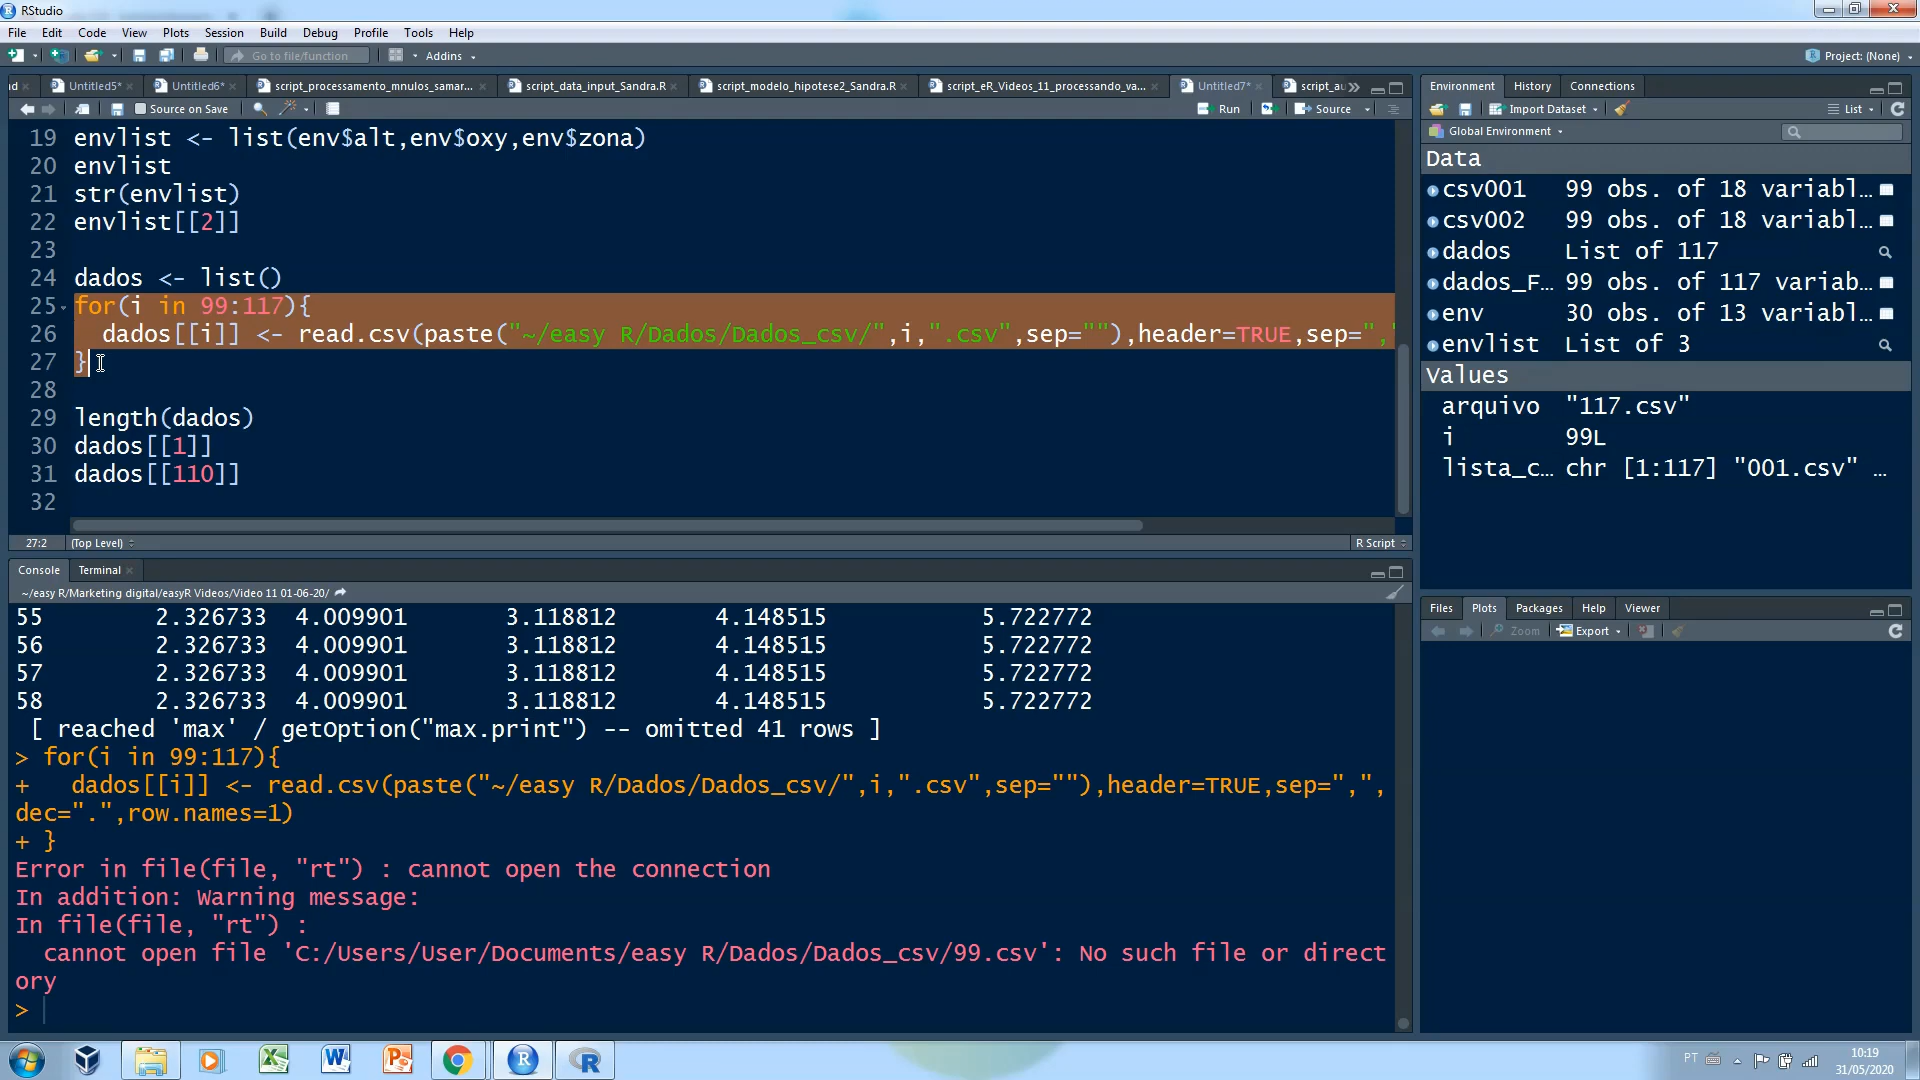 RStudio
File Edit Code View Plots Session Build Debug Profile Tools Help
Go to file/function Addins Project: (None)
nd Untitled5* Untitled6* script_processamento_mnulos_samar... script_data_input_Sandra.R script_modelo_hipotese2_Sandra.R script_eR_Videos_11_processando_va... Untitled7* script_au
Source on Save Run Source
19 envlist <- list(env$alt,env$oxy,env$zona)
20 envlist
21 str(envlist)
22 envlist[[2]]
23
24 dados <- list()
25 for(i in 99:117){
26 dados[[i]] <- read.csv(paste("~/easy R/Dados/Dados_csv/",i,".csv",sep=""),header=TRUE,sep=","
27 }
28
29 length(dados)
30 dados[[1]]
31 dados[[110]]
32
27:2 (Top Level) R Script
Console Terminal
~/easy R/Marketing digital/easyR Videos/Video 11 01-06-20/
55 2.326733 4.009901 3.118812 4.148515 5.722772
56 2.326733 4.009901 3.118812 4.148515 5.722772
57 2.326733 4.009901 3.118812 4.148515 5.722772
58 2.326733 4.009901 3.118812 4.148515 5.722772
[ reached 'max' / getOption("max.print") -- omitted 41 rows ]
> for(i in 99:117){
+ dados[[i]] <- read.csv(paste("~/easy R/Dados/Dados_csv/",i,".csv",sep=""),header=TRUE,sep=",",
dec=".",row.names=1)
+ }
Error in file(file, "rt") : cannot open the connection
In addition: Warning message:
In file(file, "rt") :
cannot open file 'C:/Users/User/Documents/easy R/Dados/Dados_csv/99.csv': No such file or direct
ory
>
Environment History Connections
Import Dataset List
Global Environment
Data
csv001 99 obs. of 18 variabl...
csv002 99 obs. of 18 variabl...
dados List of 117
dados_F... 99 obs. of 117 variab...
env 30 obs. of 13 variabl...
envlist List of 3
Values
arquivo "117.csv"
i 99L
lista_c... chr [1:117] "001.csv" ...
Files Plots Packages Help Viewer
Zoom Export
PT 10:19
31/05/2020